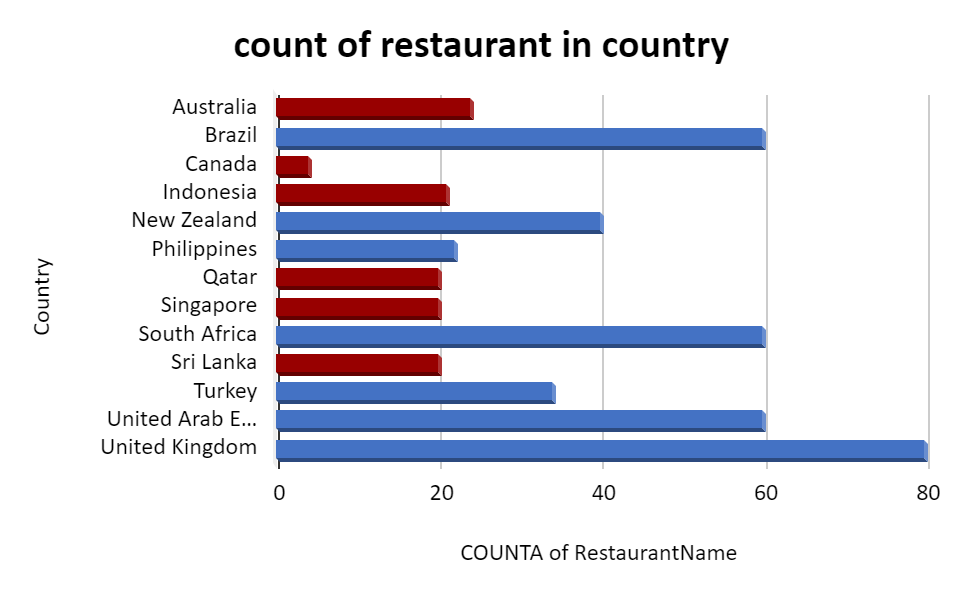 count of restaurant in country
Country
Australia
Brazil
Canada
Indonesia
New Zealand
Philippines
Qatar
Singapore
South Africa
Sri Lanka
Turkey
United Arab E...
United Kingdom
0 20 40 60 80
COUNTA of RestaurantName